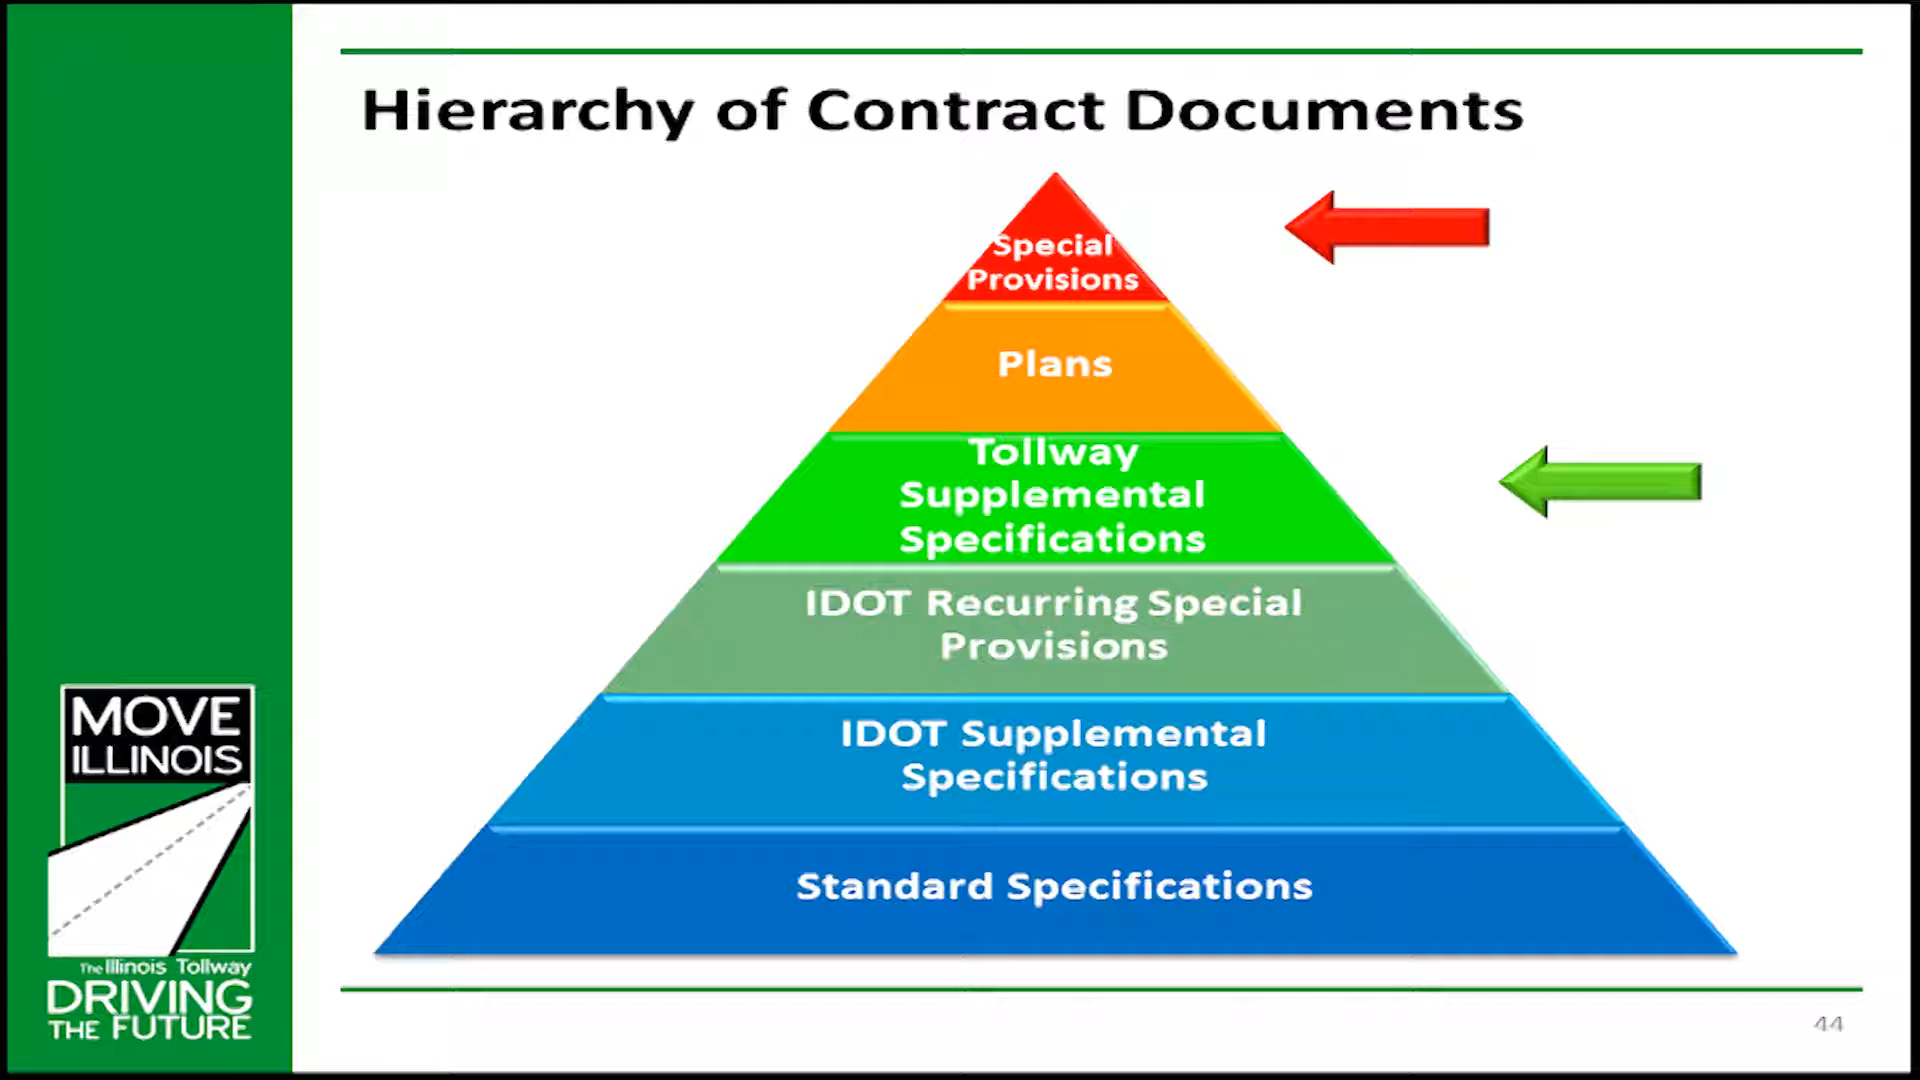 Hierarchy of Contract Documents
Special
Provisions
Plans
Tollway
Supplemental
Specifications
IDOT Recurring Special
Provisions
IDOT Supplemental
Specifications
Standard Specifications
MOVE
ILLINOIS
The Illinois Tollway
DRIVING
THE FUTURE
44